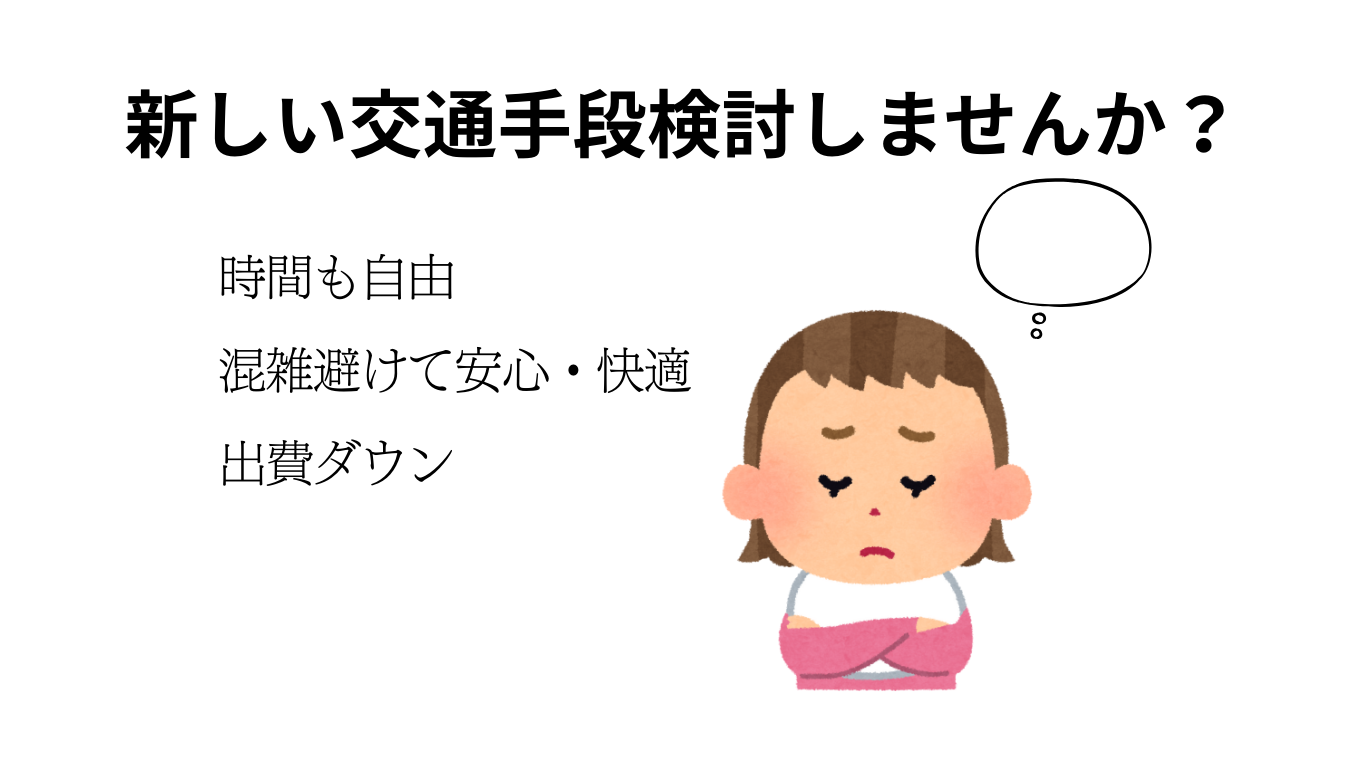 新しい交通手段検討しませんか？
時間も自由
混雑避けて安心・快適
出費ダウン